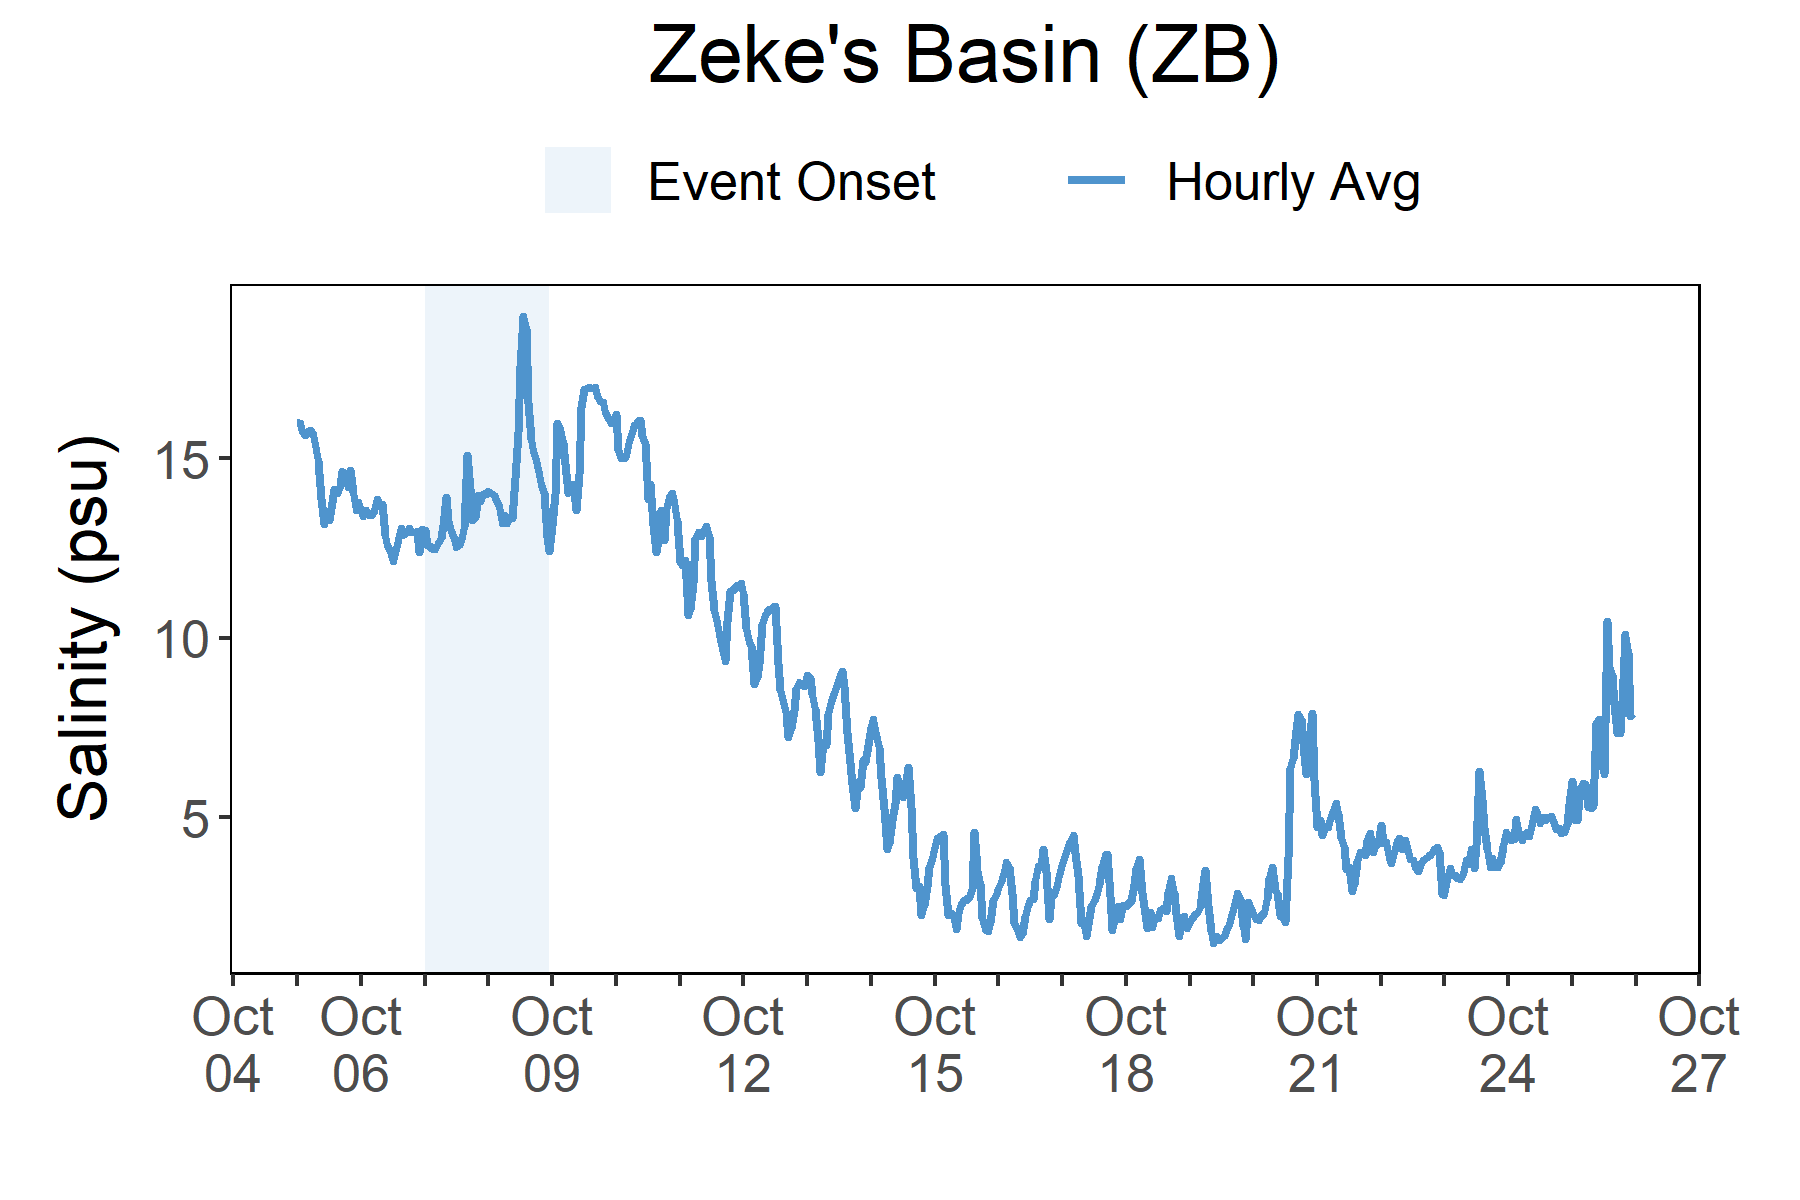 Zeke's Basin (ZB)
Event Onset
Hourly Avg
Salinity (psu)
15
10
5
Oct 04
Oct 06
Oct 09
Oct 12
Oct 15
Oct 18
Oct 21
Oct 24
Oct 27